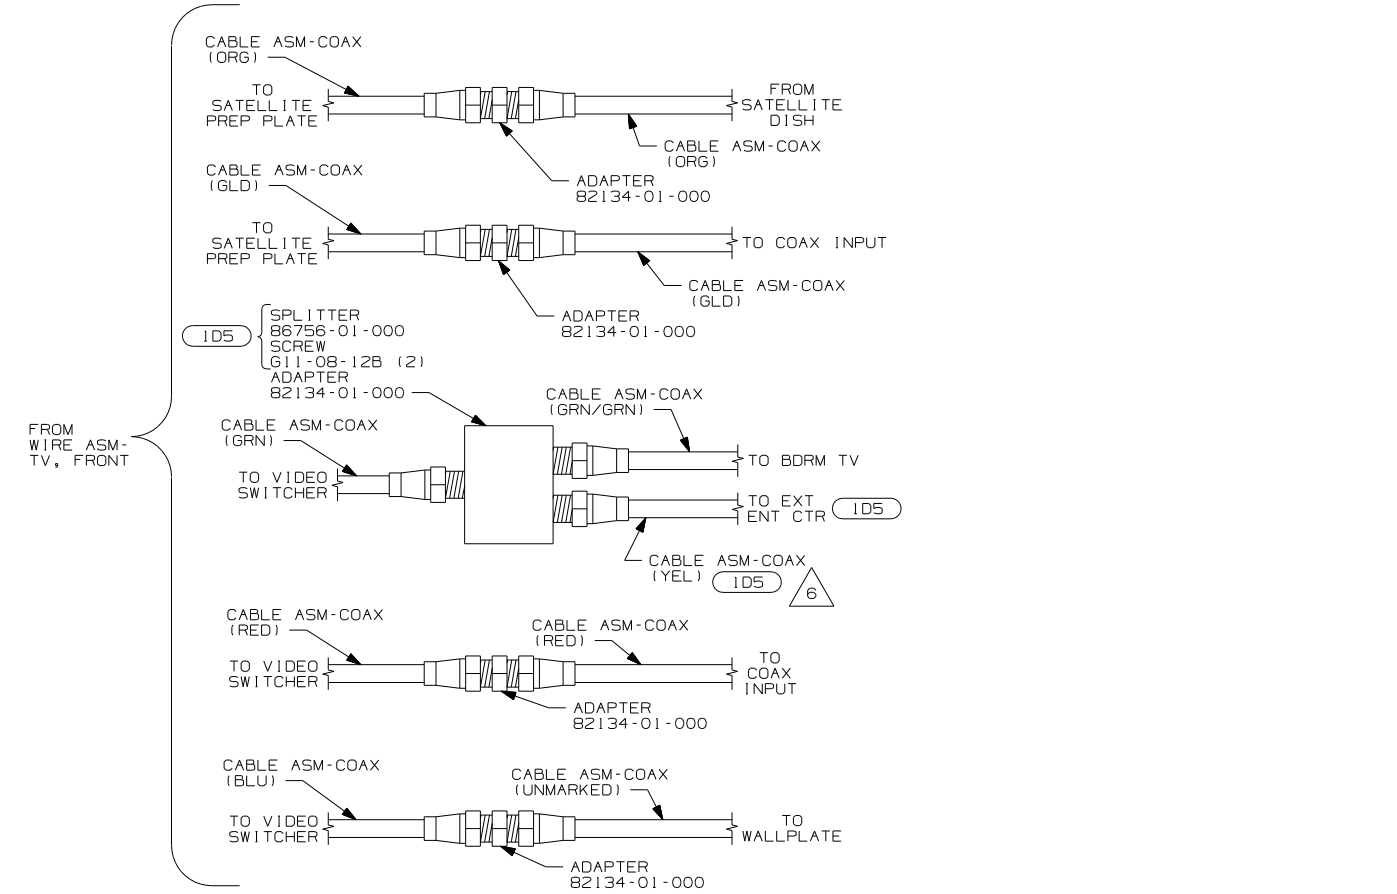 CABLE ASM-COAX
(ORG)
TO
SATELLITE
PREP PLATE
FROM
SATELLITE
DISH
CABLE ASM-COAX
(ORG)
ADAPTER
82134-01-000
CABLE ASM-COAX
(GLD)
TO
SATELLITE
PREP PLATE
TO COAX INPUT
CABLE ASM-COAX
(GLD)
ADAPTER
82134-01-000
1D5
SPLITTER
86756-01-000
SCREW
G11-08-12B (2)
ADAPTER
82134-01-000
FROM
WIRE ASM-
TV, FRONT
CABLE ASM-COAX
(GRN)
TO VIDEO
SWITCHER
CABLE ASM-COAX
(GRN/GRN)
TO BDRM TV
TO EXT
ENT CTR
1D5
CABLE ASM-COAX
(YEL)
1D5
6
CABLE ASM-COAX
(RED)
TO VIDEO
SWITCHER
CABLE ASM-COAX
(RED)
TO
COAX
INPUT
ADAPTER
82134-01-000
CABLE ASM-COAX
(BLU)
TO VIDEO
SWITCHER
CABLE ASM-COAX
(UNMARKED)
TO
WALLPLATE
ADAPTER
82134-01-000